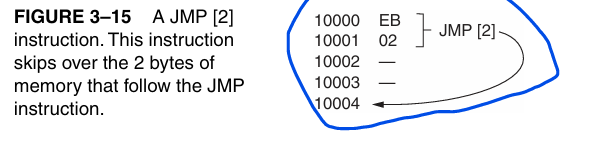 FIGURE 3–15 A JMP [2]
instruction. This instruction
skips over the 2 bytes of
memory that follow the JMP
instruction.
10000 EB
10001 02
JMP [2]
10002 —
10003 —
10004